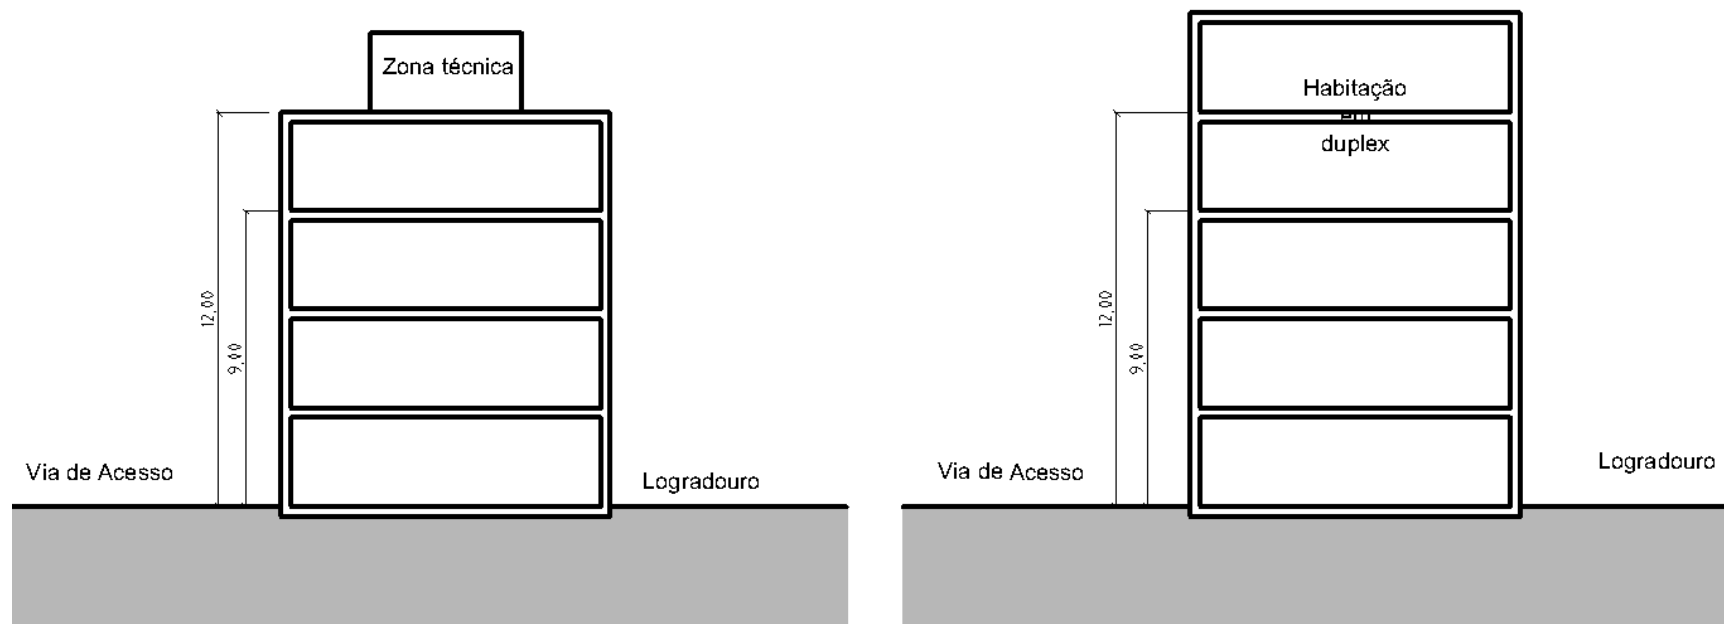 Zona técnica
12,00
9,00
Via de Acesso
Logradouro
Habitação
em
duplex
12,00
9,00
Via de Acesso
Logradouro